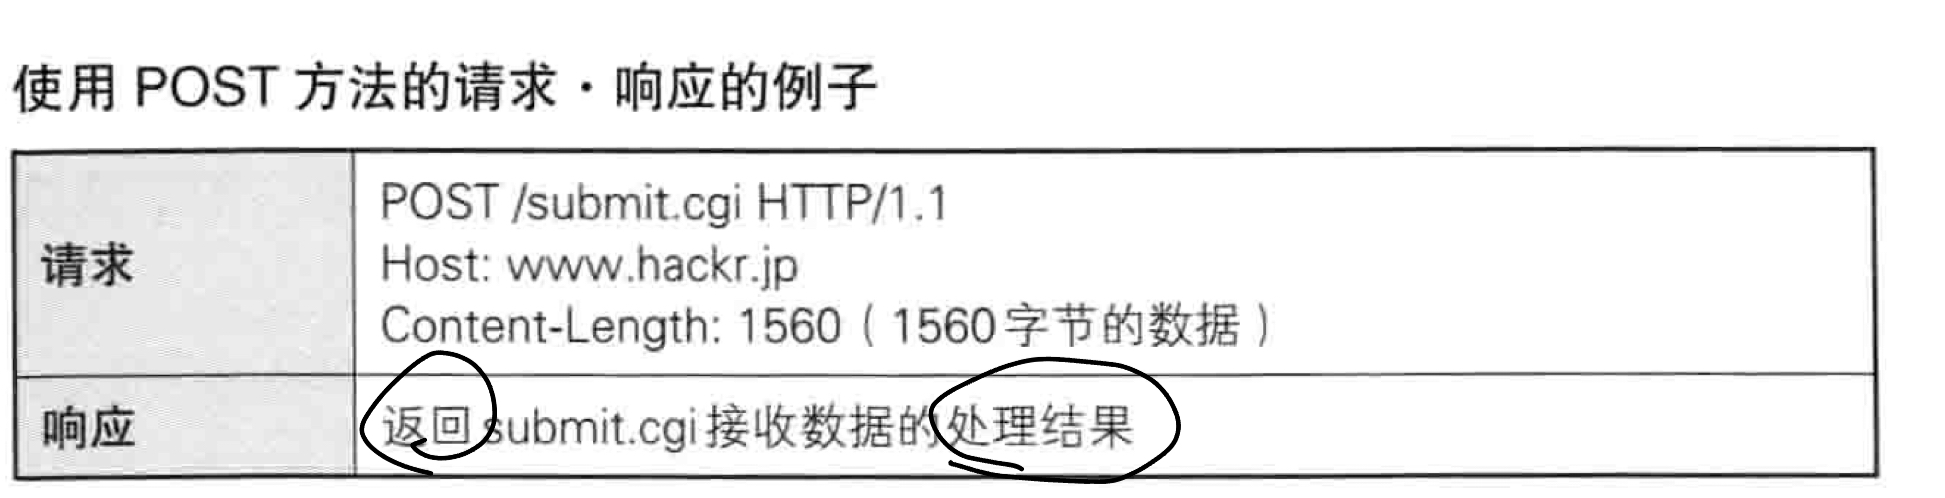 使用 POST 方法的请求・响应的例子
请求
POST /submit.cgi HTTP/1.1
Host: www.hackr.jp
Content-Length: 1560（1560字节的数据）
响应
返回submit.cgi接收数据的处理结果